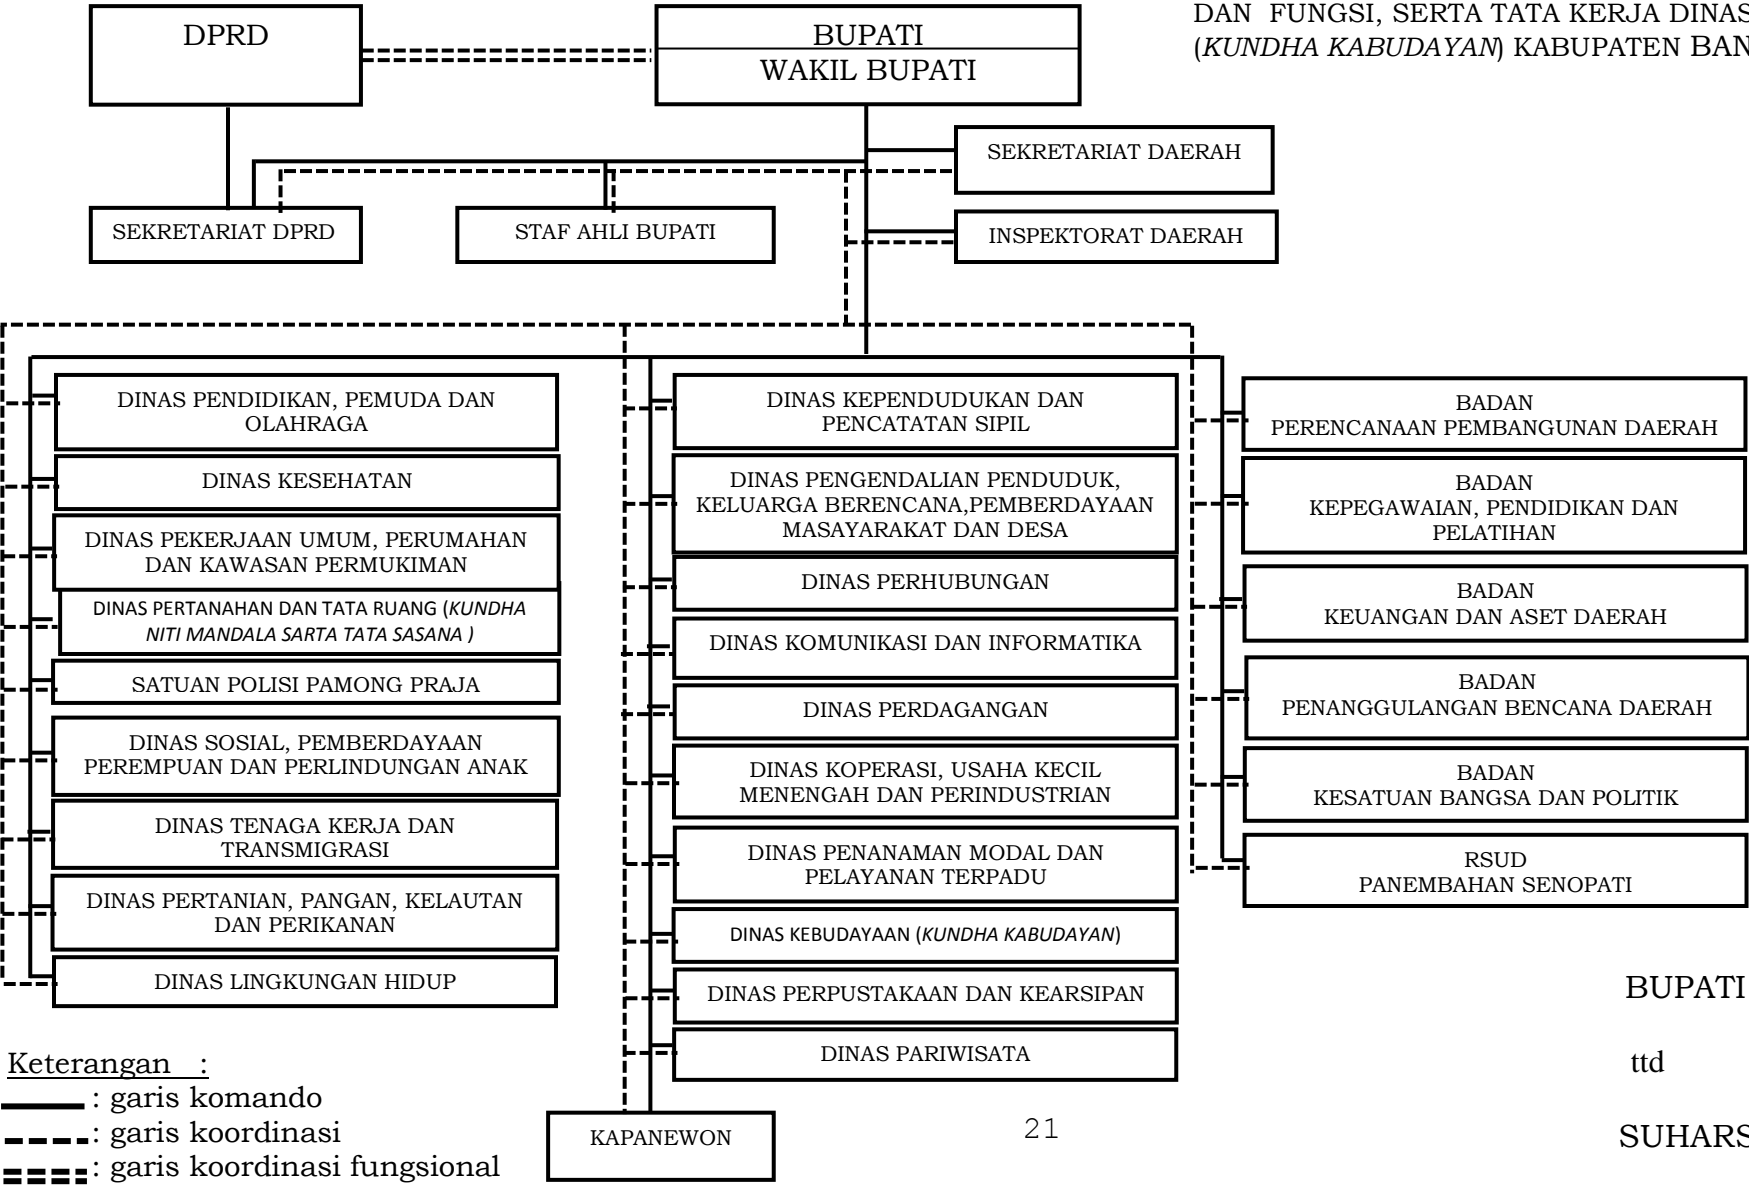 DAN FUNGSI, SERTA TATA KERJA DINAS
(KUNDHA KABUDAYAN) KABUPATEN BAN
DPRD
BUPATI
WAKIL BUPATI
SEKRETARIAT DAERAH
SEKRETARIAT DPRD
STAF AHLI BUPATI
INSPEKTORAT DAERAH
DINAS PENDIDIKAN, PEMUDA DAN
OLAHRAGA
DINAS KESEHATAN
DINAS PEKERJAAN UMUM, PERUMAHAN
DAN KAWASAN PERMUKIMAN
DINAS PERTANAHAN DAN TATA RUANG (KUNDHA
NITI MANDALA SARTA TATA SASANA )
SATUAN POLISI PAMONG PRAJA
DINAS SOSIAL, PEMBERDAYAAN
PEREMPUAN DAN PERLINDUNGAN ANAK
DINAS TENAGA KERJA DAN
TRANSMIGRASI
DINAS PERTANIAN, PANGAN, KELAUTAN
DAN PERIKANAN
DINAS LINGKUNGAN HIDUP
DINAS KEPENDUDUKAN DAN
PENCATATAN SIPIL
DINAS PENGENDALIAN PENDUDUK,
KELUARGA BERENCANA,PEMBERDAYAAN
MASAYARAKAT DAN DESA
DINAS PERHUBUNGAN
DINAS KOMUNIKASI DAN INFORMATIKA
DINAS PERDAGANGAN
DINAS KOPERASI, USAHA KECIL
MENENGAH DAN PERINDUSTRIAN
DINAS PENANAMAN MODAL DAN
PELAYANAN TERPADU
DINAS KEBUDAYAAN (KUNDHA KABUDAYAN)
DINAS PERPUSTAKAAN DAN KEARSIPAN
DINAS PARIWISATA
KAPANEWON
BADAN
PERENCANAAN PEMBANGUNAN DAERAH
BADAN
KEPEGAWAIAN, PENDIDIKAN DAN
PELATIHAN
BADAN
KEUANGAN DAN ASET DAERAH
BADAN
PENANGGULANGAN BENCANA DAERAH
BADAN
KESATUAN BANGSA DAN POLITIK
RSUD
PANEMBAHAN SENOPATI
BUPATI
ttd
SUHARS
Keterangan :
: garis komando
: garis koordinasi
: garis koordinasi fungsional
21